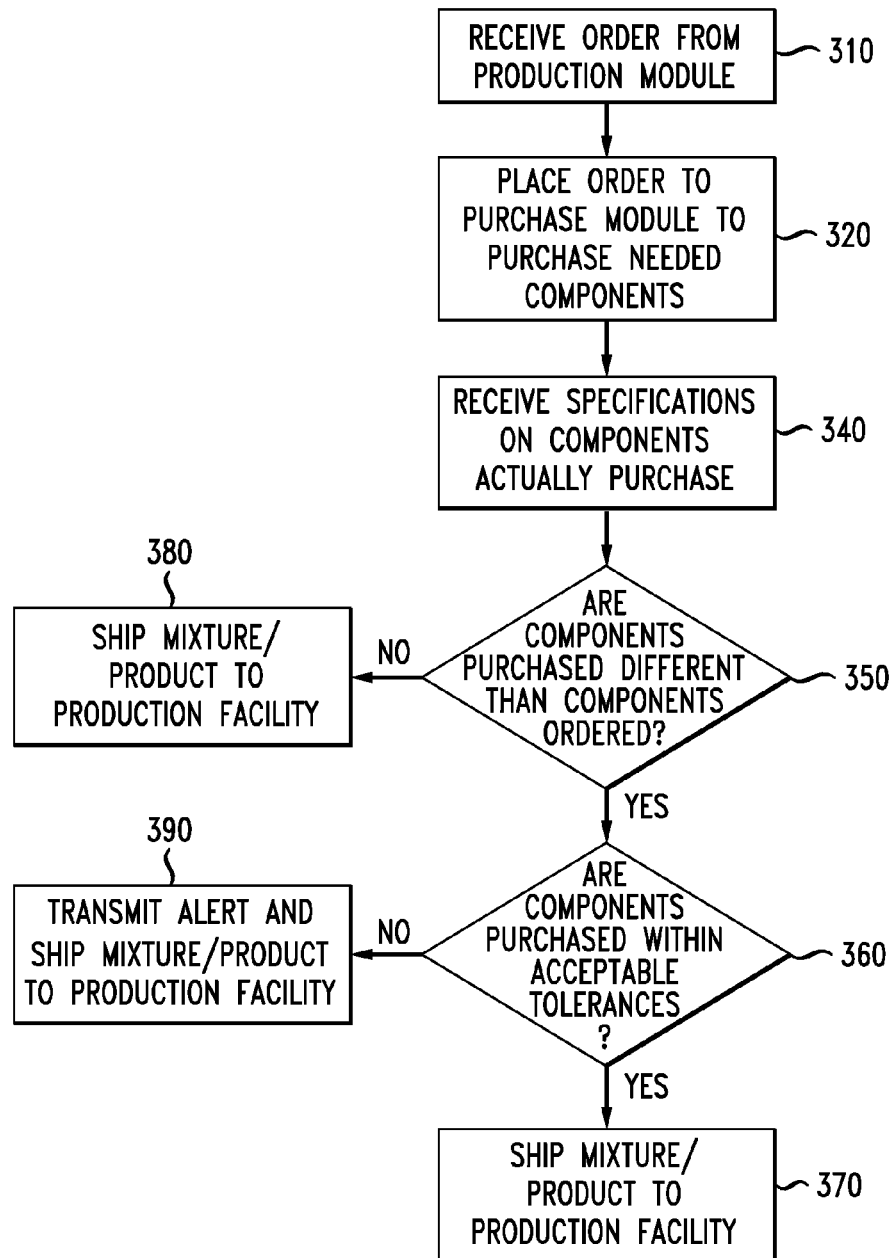 RECEIVE ORDER FROM
PRODUCTION MODULE
310
PLACE ORDER TO
PURCHASE MODULE TO
PURCHASE NEEDED
COMPONENTS
320
RECEIVE SPECIFICATIONS
ON COMPONENTS
ACTUALLY PURCHASE
340
ARE
COMPONENTS
PURCHASED DIFFERENT
THAN COMPONENTS
ORDERED?
350
NO
380
SHIP MIXTURE/
PRODUCT TO
PRODUCTION FACILITY
YES
ARE
COMPONENTS
PURCHASED WITHIN
ACCEPTABLE
TOLERANCES
?
360
NO
390
TRANSMIT ALERT AND
SHIP MIXTURE/PRODUCT
TO PRODUCTION FACILITY
YES
SHIP MIXTURE/
PRODUCT TO
PRODUCTION FACILITY
370